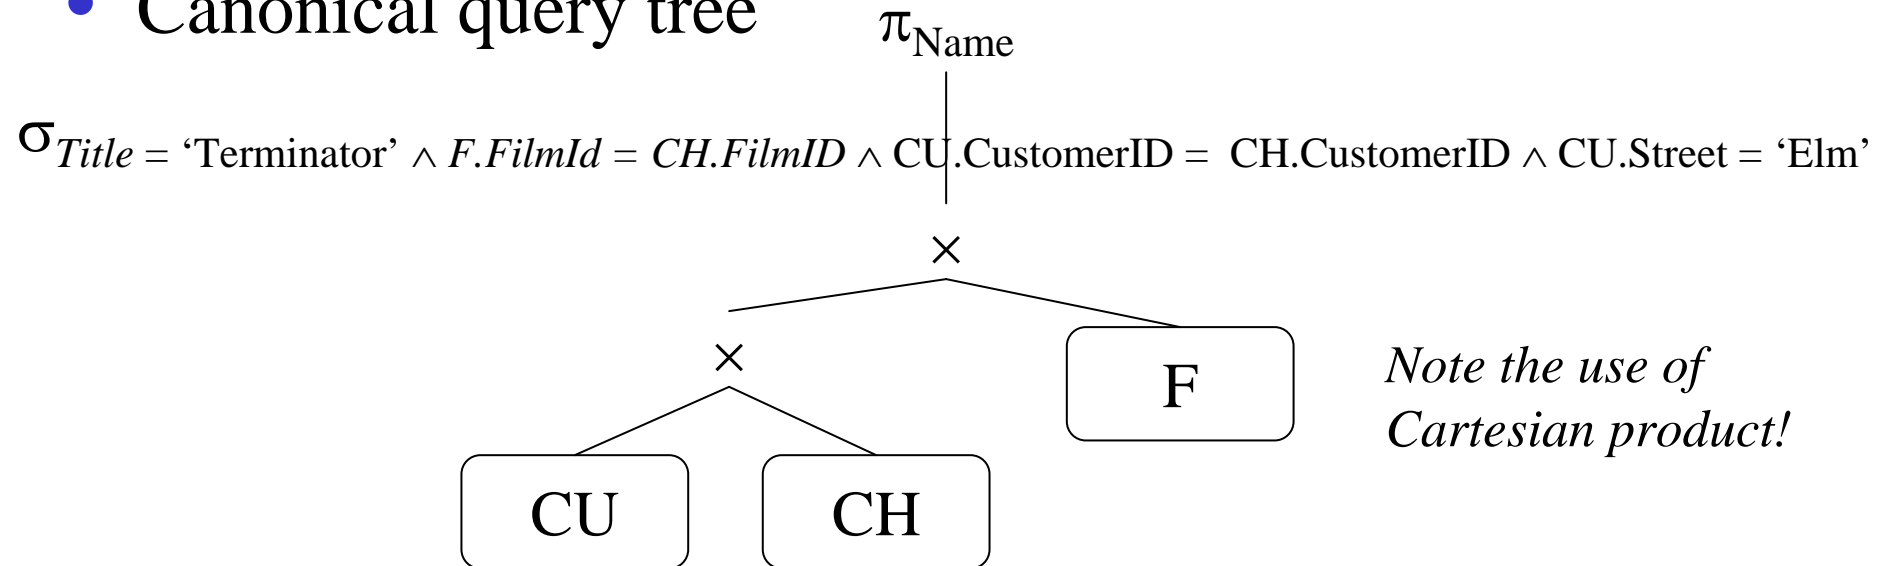 • Canonical query tree
πName
σTitle = ‘Terminator’ ∧ F.FilmId = CH.FilmID ∧ CU.CustomerID = CH.CustomerID ∧ CU.Street = ‘Elm’
×
×
F
Note the use of
Cartesian product!
CU CH